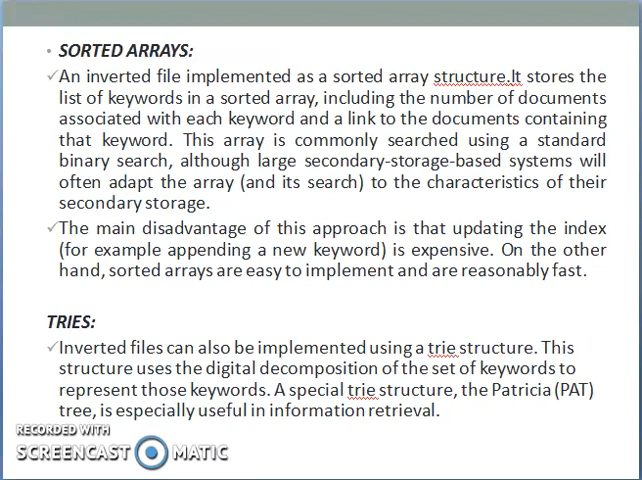 • SORTED ARRAYS:
✓An inverted file implemented as a sorted array structure.It stores the
list of keywords in a sorted array, including the number of documents
associated with each keyword and a link to the documents containing
that keyword. This array is commonly searched using a standard
binary search, although large secondary-storage-based systems will
often adapt the array (and its search) to the characteristics of their
secondary storage.
✓The main disadvantage of this approach is that updating the index
(for example appending a new keyword) is expensive. On the other
hand, sorted arrays are easy to implement and are reasonably fast.
TRIES:
✓Inverted files can also be implemented using a trie structure. This
structure uses the digital decomposition of the set of keywords to
represent those keywords. A special trie structure, the Patricia (PAT)
tree, is especially useful in information retrieval.
RECORDED WITH
SCREENCAST MATIC